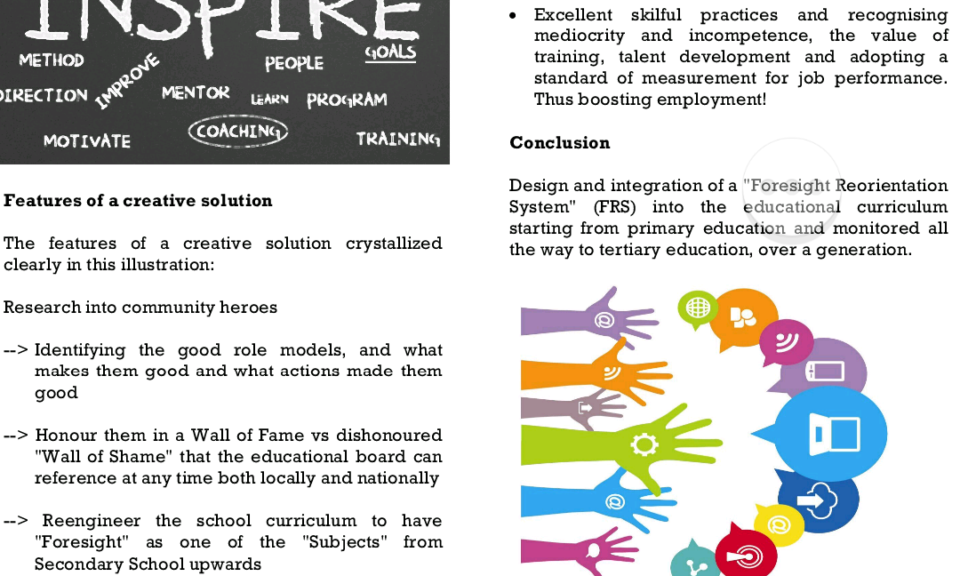 INSPIRE
METHOD
IMPROVE
PEOPLE
GOALS
DIRECTION
MENTOR
LEARN
PROGRAM
MOTIVATE
COACHING
TRAINING
Features of a creative solution
The features of a creative solution crystallized
clearly in this illustration:
Research into community heroes
--> Identifying the good role models, and what
makes them good and what actions made them
good
--> Honour them in a Wall of Fame vs dishonoured
"Wall of Shame" that the educational board can
reference at any time both locally and nationally
--> Reengineer the school curriculum to have
"Foresight" as one of the "Subjects" from
Secondary School upwards
• Excellent skilful practices and recognising
mediocrity and incompetence, the value of
training, talent development and adopting a
standard of measurement for job performance.
Thus boosting employment!
Conclusion
Design and integration of a "Foresight Reorientation
System" (FRS) into the educational curriculum
starting from primary education and monitored all
the way to tertiary education, over a generation.
@
@
@